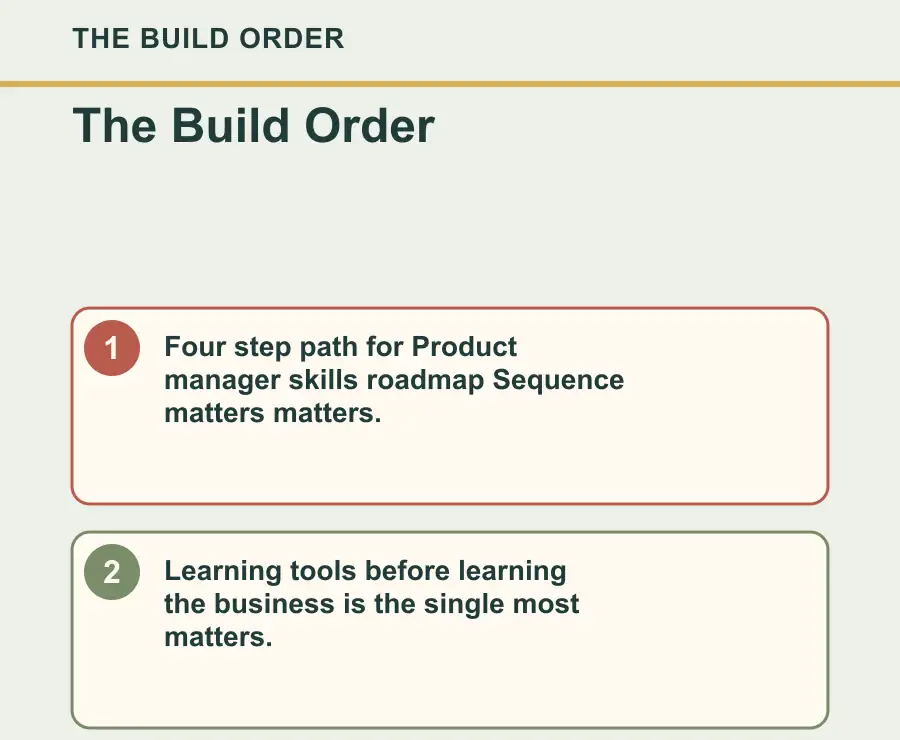 THE BUILD ORDER
The Build Order
1
Four step path for Product
manager skills roadmap Sequence
matters matters.
2
Learning tools before learning
the business is the single most
matters.